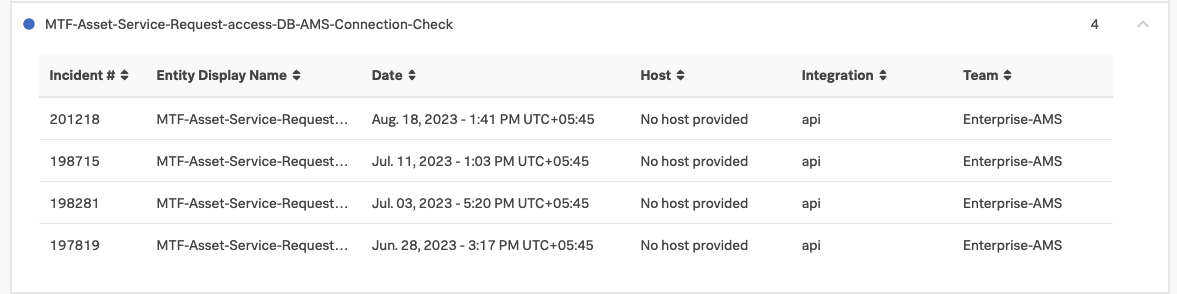 MTF-Asset-Service-Request-access-DB-AMS-Connection-Check 4
Incident # Entity Display Name Date Host Integration Team
201218 MTF-Asset-Service-Request... Aug. 18, 2023 - 1:41 PM UTC+05:45 No host provided api Enterprise-AMS
198715 MTF-Asset-Service-Request... Jul. 11, 2023 - 1:03 PM UTC+05:45 No host provided api Enterprise-AMS
198281 MTF-Asset-Service-Request... Jul. 03, 2023 - 5:20 PM UTC+05:45 No host provided api Enterprise-AMS
197819 MTF-Asset-Service-Request... Jun. 28, 2023 - 3:17 PM UTC+05:45 No host provided api Enterprise-AMS